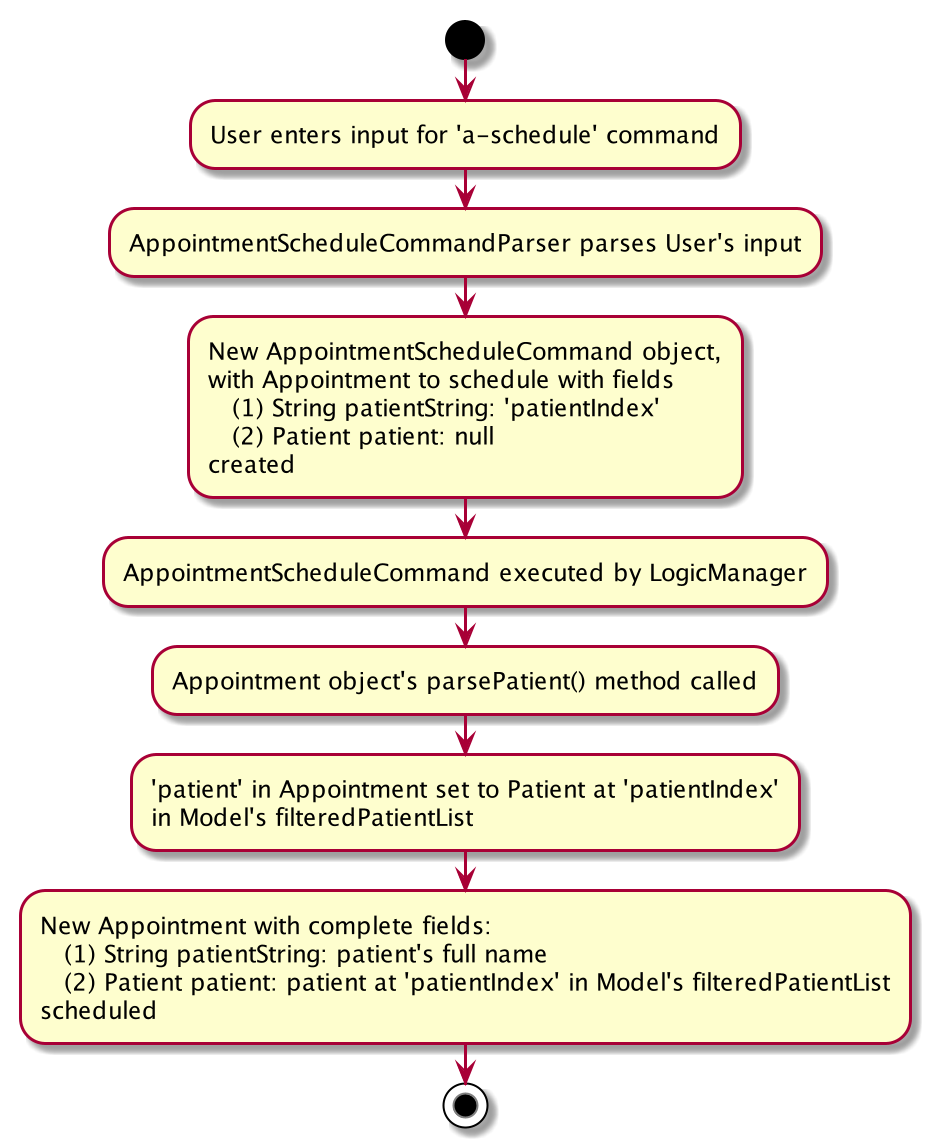 User enters input for 'a-schedule' command
AppointmentScheduleCommandParser parses User's input
New AppointmentScheduleCommand object,
with Appointment to schedule with fields
(1) String patientString: 'patientIndex'
(2) Patient patient: null
created
AppointmentScheduleCommand executed by LogicManager
Appointment object's parsePatient() method called
'patient' in Appointment set to Patient at 'patientIndex'
in Model's filteredPatientList
New Appointment with complete fields:
(1) String patientString: patient's full name
(2) Patient patient: patient at 'patientIndex' in Model's filteredPatientList
scheduled